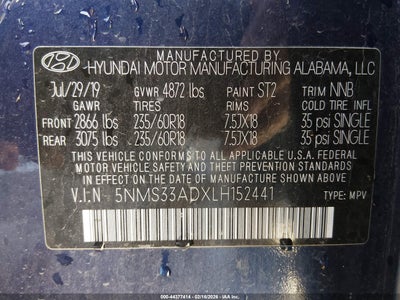 MANUFACTURED BY
HYUNDAI MOTOR MANUFACTURING ALABAMA, LLC
Jul/29/19 GVWR 4872 lbs PAINT ST2 TRIM NNB
GAWR TIRES RIMS COLD TIRE INFL
FRONT 2866 lbs 235/60R18 7.5JX18 35 psi SINGLE
REAR 3075 lbs 235/60R18 7.5JX18 35 psi SINGLE
THIS VEHICLE CONFORMS TO ALL APPLICABLE U.S.A. FEDERAL MOTOR
VEHICLE SAFETY, BUMPER, AND THEFT PREVENTION STANDARDS IN
EFFECT ON THE DATE OF MANUFACTURE SHOWN ABOVE.
V.I.N 5NMS33ADXLH152441 TYPE: MPV
000-44377414 - 02/18/2026 - IAA Inc.